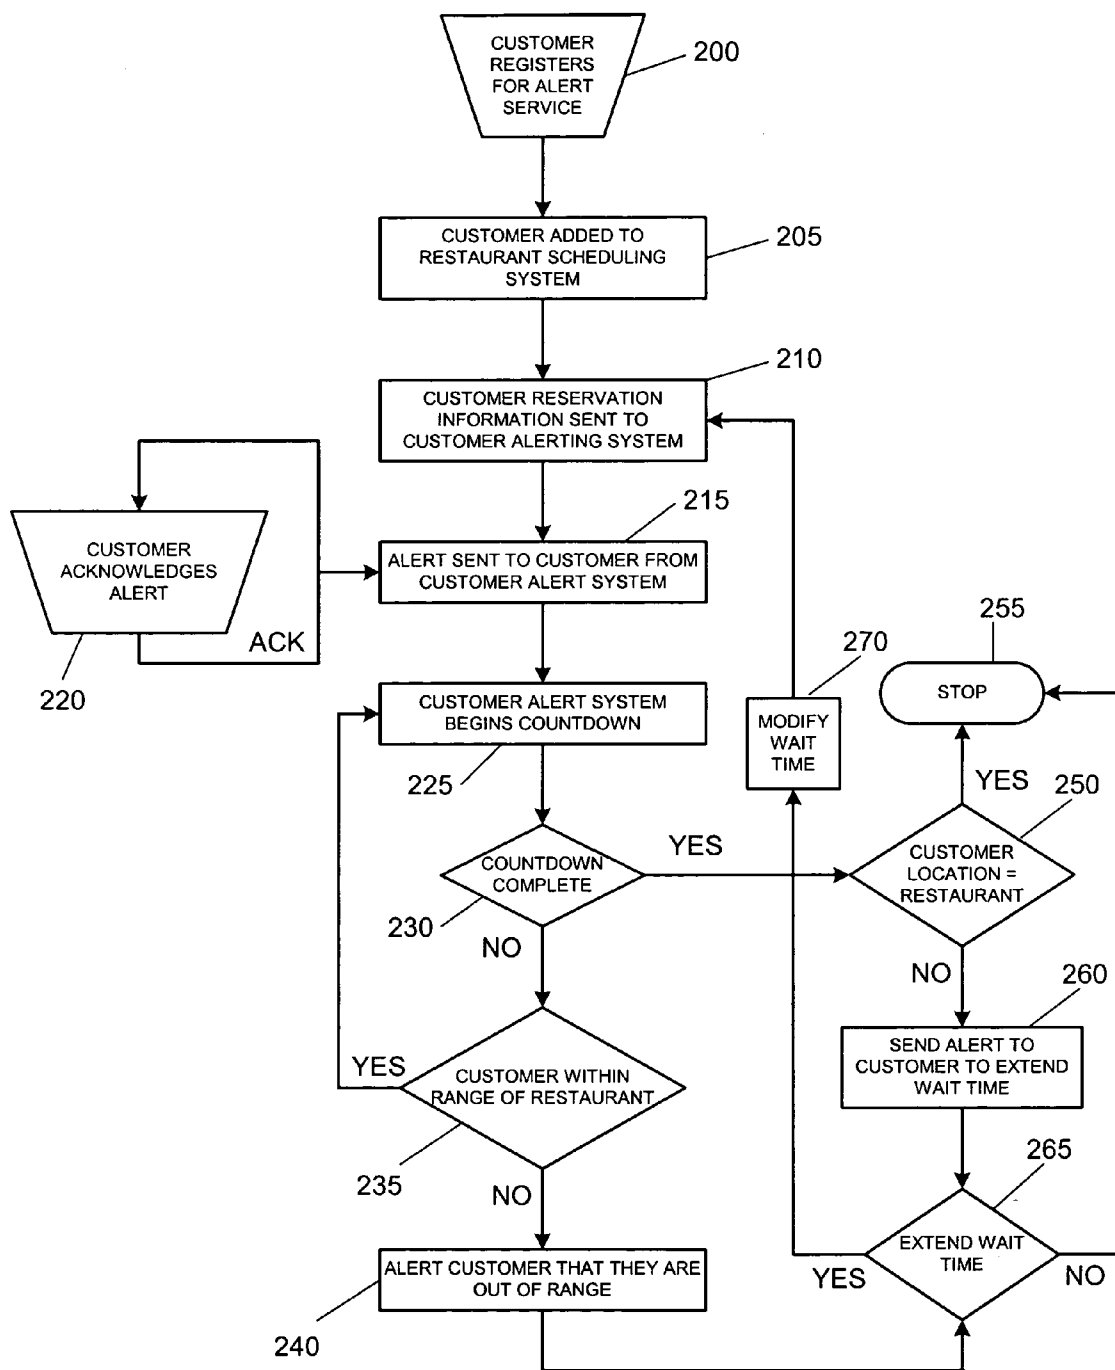 CUSTOMER
REGISTERS
FOR ALERT
SERVICE
200
CUSTOMER ADDED TO
RESTAURANT SCHEDULING
SYSTEM
205
210
CUSTOMER RESERVATION
INFORMATION SENT TO
CUSTOMER ALERTING SYSTEM
215
ALERT SENT TO CUSTOMER FROM
CUSTOMER ALERT SYSTEM
CUSTOMER
ACKNOWLEDGES
ALERT
ACK
220
CUSTOMER ALERT SYSTEM
BEGINS COUNTDOWN
225
270
MODIFY
WAIT
TIME
255
STOP
YES
250
COUNTDOWN
COMPLETE
YES
230
NO
CUSTOMER
LOCATION =
RESTAURANT
NO
260
SEND ALERT TO
CUSTOMER TO EXTEND
WAIT TIME
YES
CUSTOMER WITHIN
RANGE OF RESTAURANT
235
NO
265
EXTEND WAIT
TIME
YES
NO
ALERT CUSTOMER THAT THEY ARE
OUT OF RANGE
240